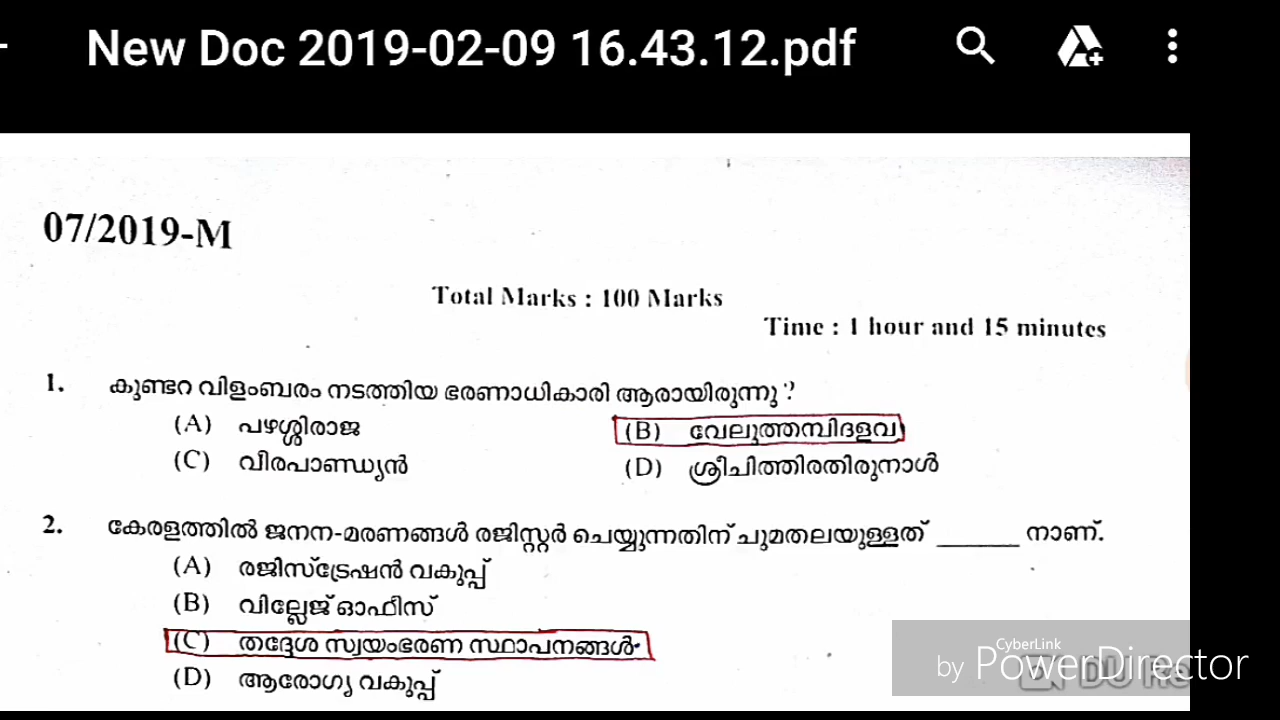 New Doc 2019-02-09 16.43.12.pdf
07/2019-M
Total Marks : 100 Marks
Time : 1 hour and 15 minutes
1. കുണ്ടറ വിളംബരം നടത്തിയ ഭരണാധികാരി ആരായിരുന്നു ?
(A) പഴശ്ശിരാജ (B) വേലുത്തമ്പിദളവ
(C) വീരപാണ്ഡ്യൻ (D) ശ്രീചിത്തിരതിരുനാൾ
2. കേരളത്തിൽ ജനന-മരണങ്ങൾ രജിസ്റ്റർ ചെയ്യുന്നതിന് ചുമതലയുള്ളത് ______ നാണ്.
(A) രജിസ്ട്രേഷൻ വകുപ്പ്
(B) വില്ലേജ് ഓഫീസ്
(C) തദ്ദേശ സ്വയംഭരണ സ്ഥാപനങ്ങൾ
(D) ആരോഗ്യ വകുപ്പ്
CyberLink
by PowerDirector